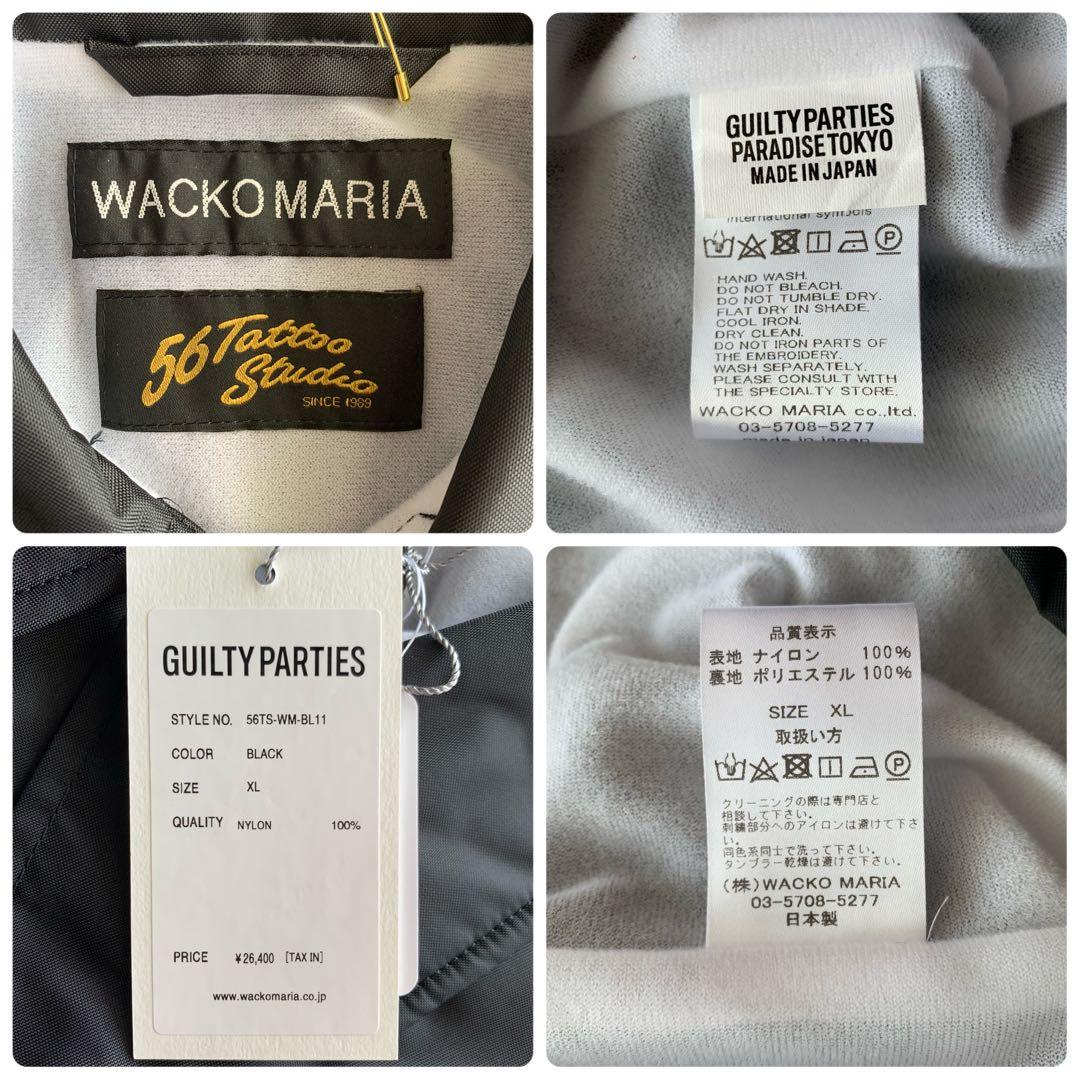 WACKO MARIA
56 Tattoo
Studio
SINCE 1989
GUILTY PARTIES
PARADISE TOKYO
MADE IN JAPAN
international symbols
HAND WASH.
DO NOT BLEACH.
DO NOT TUMBLE DRY.
FLAT DRY IN SHADE.
COOL IRON.
DRY CLEAN.
DO NOT IRON PARTS OF
THE EMBROIDERY.
WASH SEPARATELY.
PLEASE CONSULT WITH
THE SPECIALTY STORE.
WACKO MARIA co.,ltd.
03-5708-5277
made in japan
GUILTY PARTIES
STYLE NO. 56TS-WM-BL11
COLOR BLACK
SIZE XL
QUALITY NYLON 100%
PRICE ¥26,400 [TAX IN]
www.wackomaria.co.jp
品質表示
表地 ナイロン 100%
裏地 ポリエステル 100%
SIZE XL
取扱い方
P
クリーニングの際は専門店と
相談して下さい。
刺繍部分へのアイロンは避けて下さ
い。
同色系同士で洗って下さい。
タンブラー乾燥は避けて下さい。
(株)WACKO MARIA
03-5708-5277
日本製